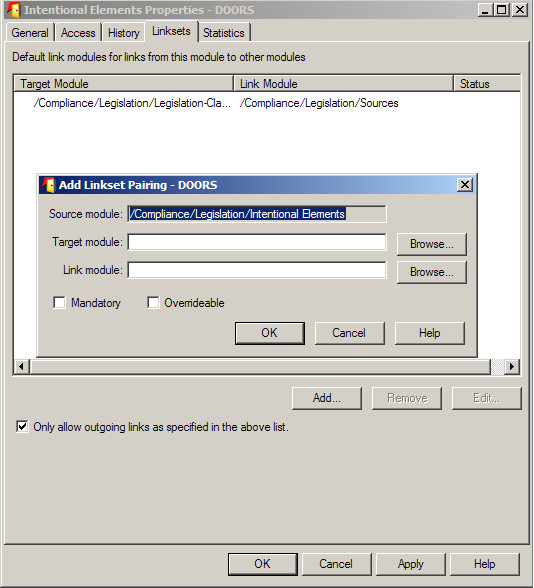 Intentional Elements Properties - DOORS
General Access History Linksets Statistics
Default link modules for links from this module to other modules
Target Module Link Module Status
/Compliance/Legislation/Legislation-Cla... /Compliance/Legislation/Sources
Add Linkset Pairing - DOORS
Source module: /Compliance/Legislation/Intentional Elements
Target module: Browse...
Link module: Browse...
Mandatory Overrideable
OK Cancel Help
Add... Remove Edit...
Only allow outgoing links as specified in the above list.
OK Cancel Apply Help